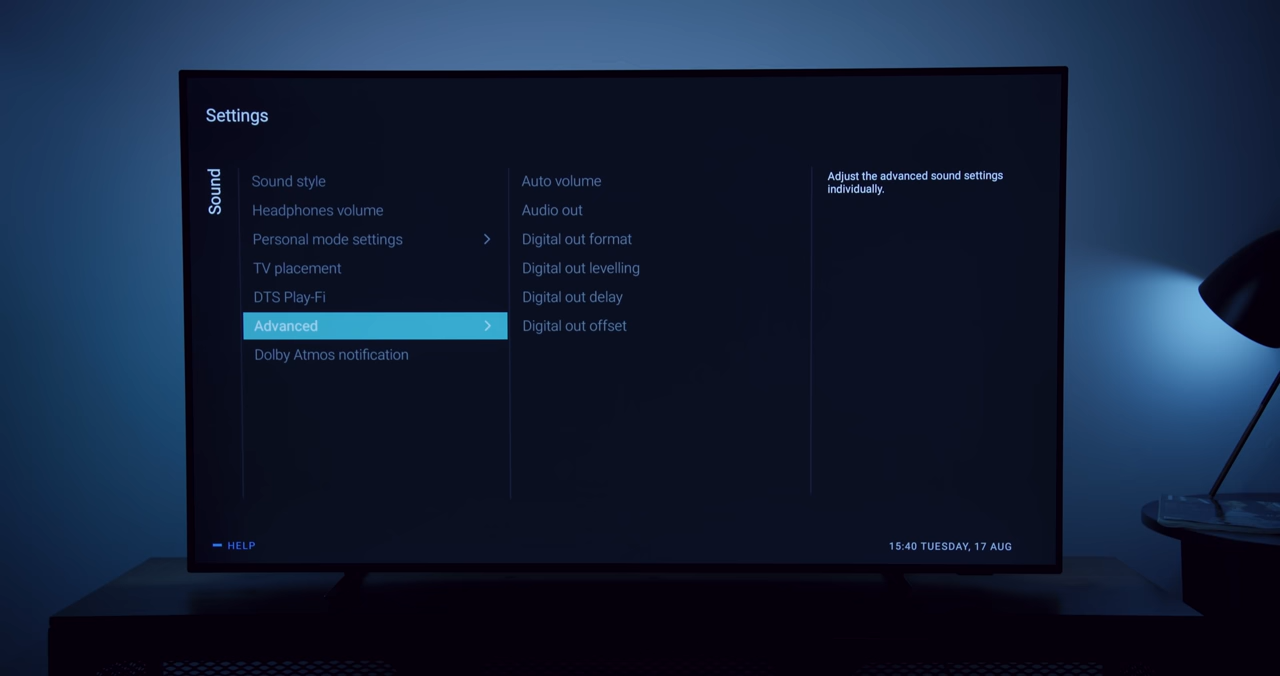 Settings
Sound
Sound style
Headphones volume
Personal mode settings
TV placement
DTS Play-Fi
Advanced
Dolby Atmos notification
Auto volume
Audio out
Digital out format
Digital out levelling
Digital out delay
Digital out offset
Adjust the advanced sound settings
individually.
HELP
15:40 TUESDAY, 17 AUG